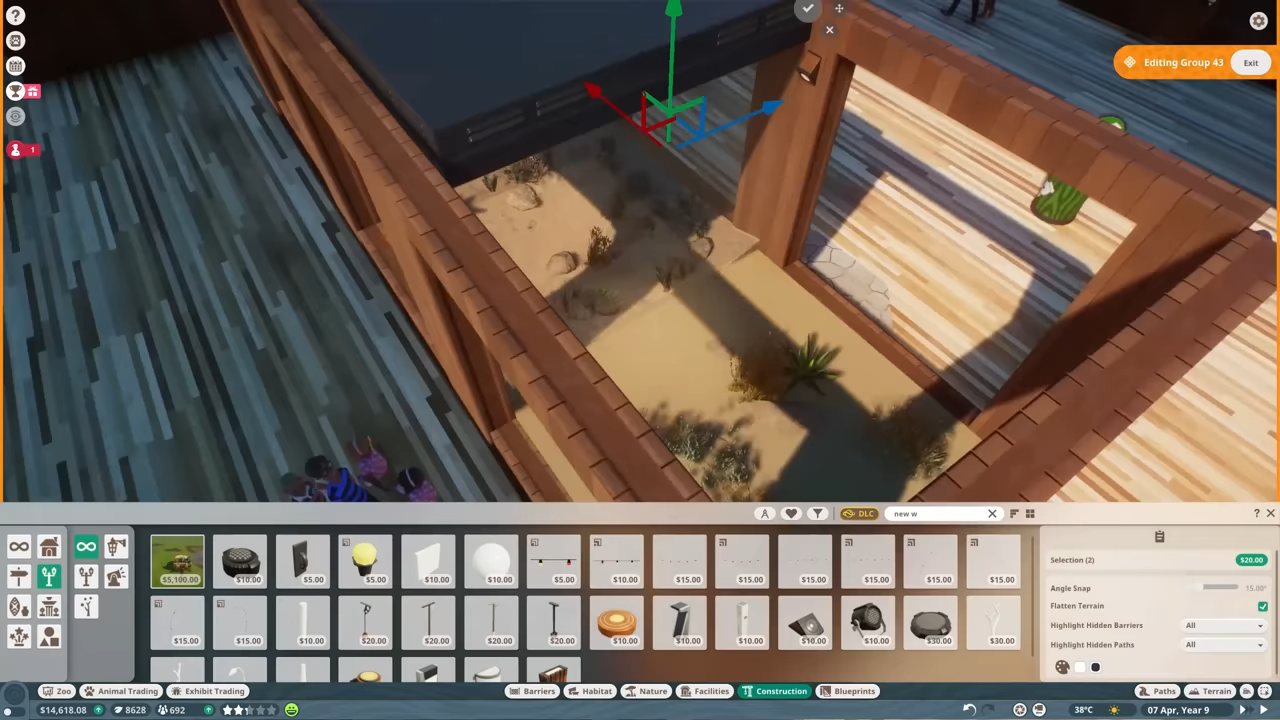 Editing Group 43
Exit
1
DLC
new w
$5,100.00
$10.00
$5.00
$5.00
$10.00
$10.00
$5.00
$10.00
$15.00
$15.00
$15.00
$15.00
$15.00
$15.00
$15.00
$15.00
$10.00
$20.00
$20.00
$20.00
$20.00
$10.00
$10.00
$10.00
$10.00
$10.00
$30.00
$30.00
Selection (2)
$20.00
Angle Snap
15.00°
Flatten Terrain
Highlight Hidden Barriers
All
Highlight Hidden Paths
All
Zoo
Animal Trading
Exhibit Trading
Barriers
Habitat
Nature
Facilities
Construction
Blueprints
Paths
Terrain
$14,618.08
8628
692
38°C
07 Apr, Year 9